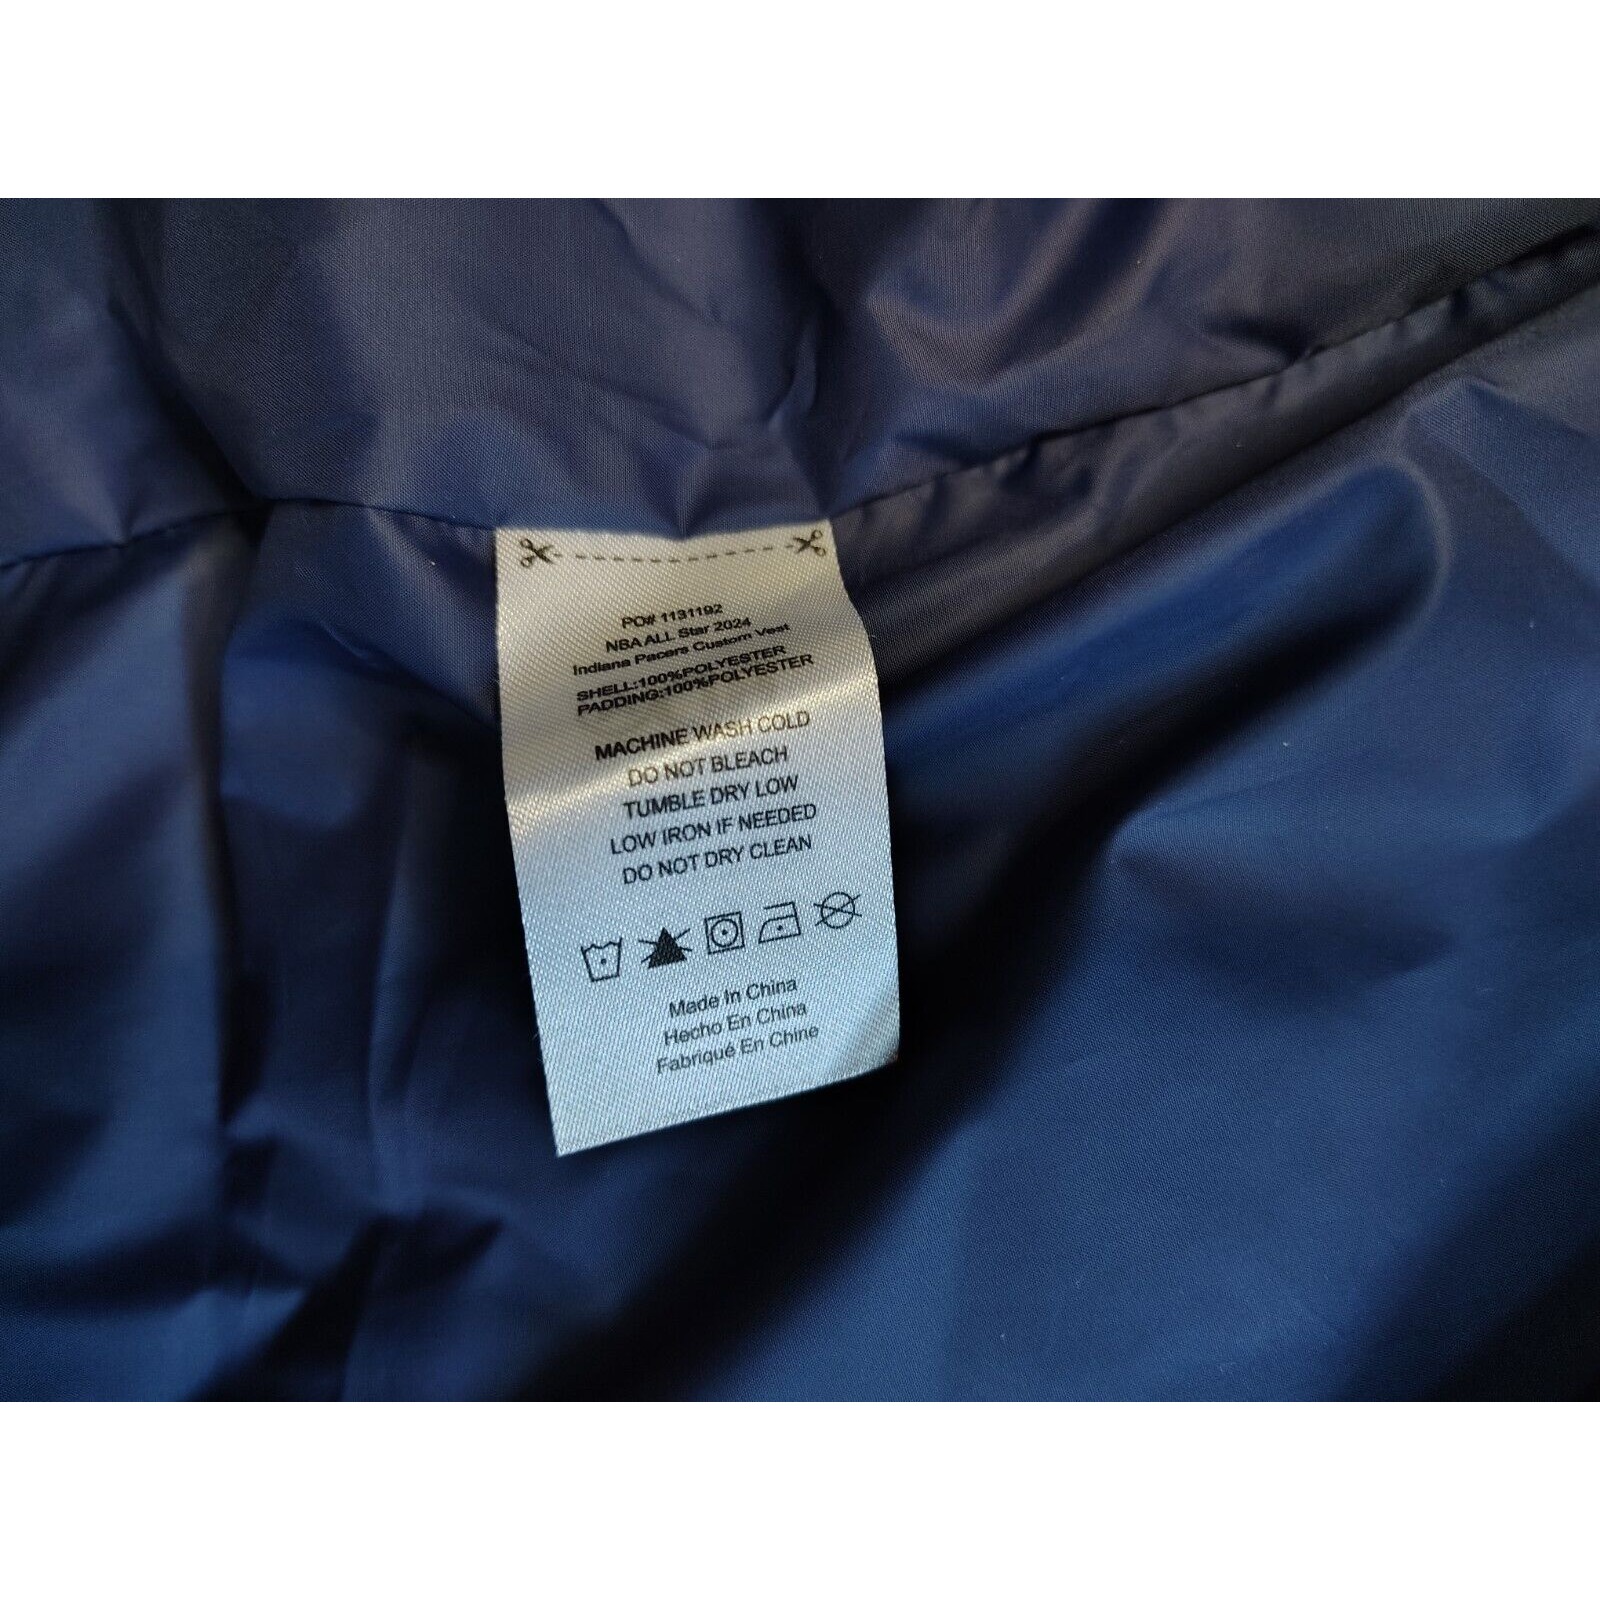 PO# 1131192
NBA ALL Star 2024
Indiana Pacers Custom Vest
SHELL:100%POLYESTER
PADDING:100%POLYESTER
MACHINE WASH COLD
DO NOT BLEACH
TUMBLE DRY LOW
LOW IRON IF NEEDED
DO NOT DRY CLEAN
Made In China
Hecho En China
Fabriqué En Chine